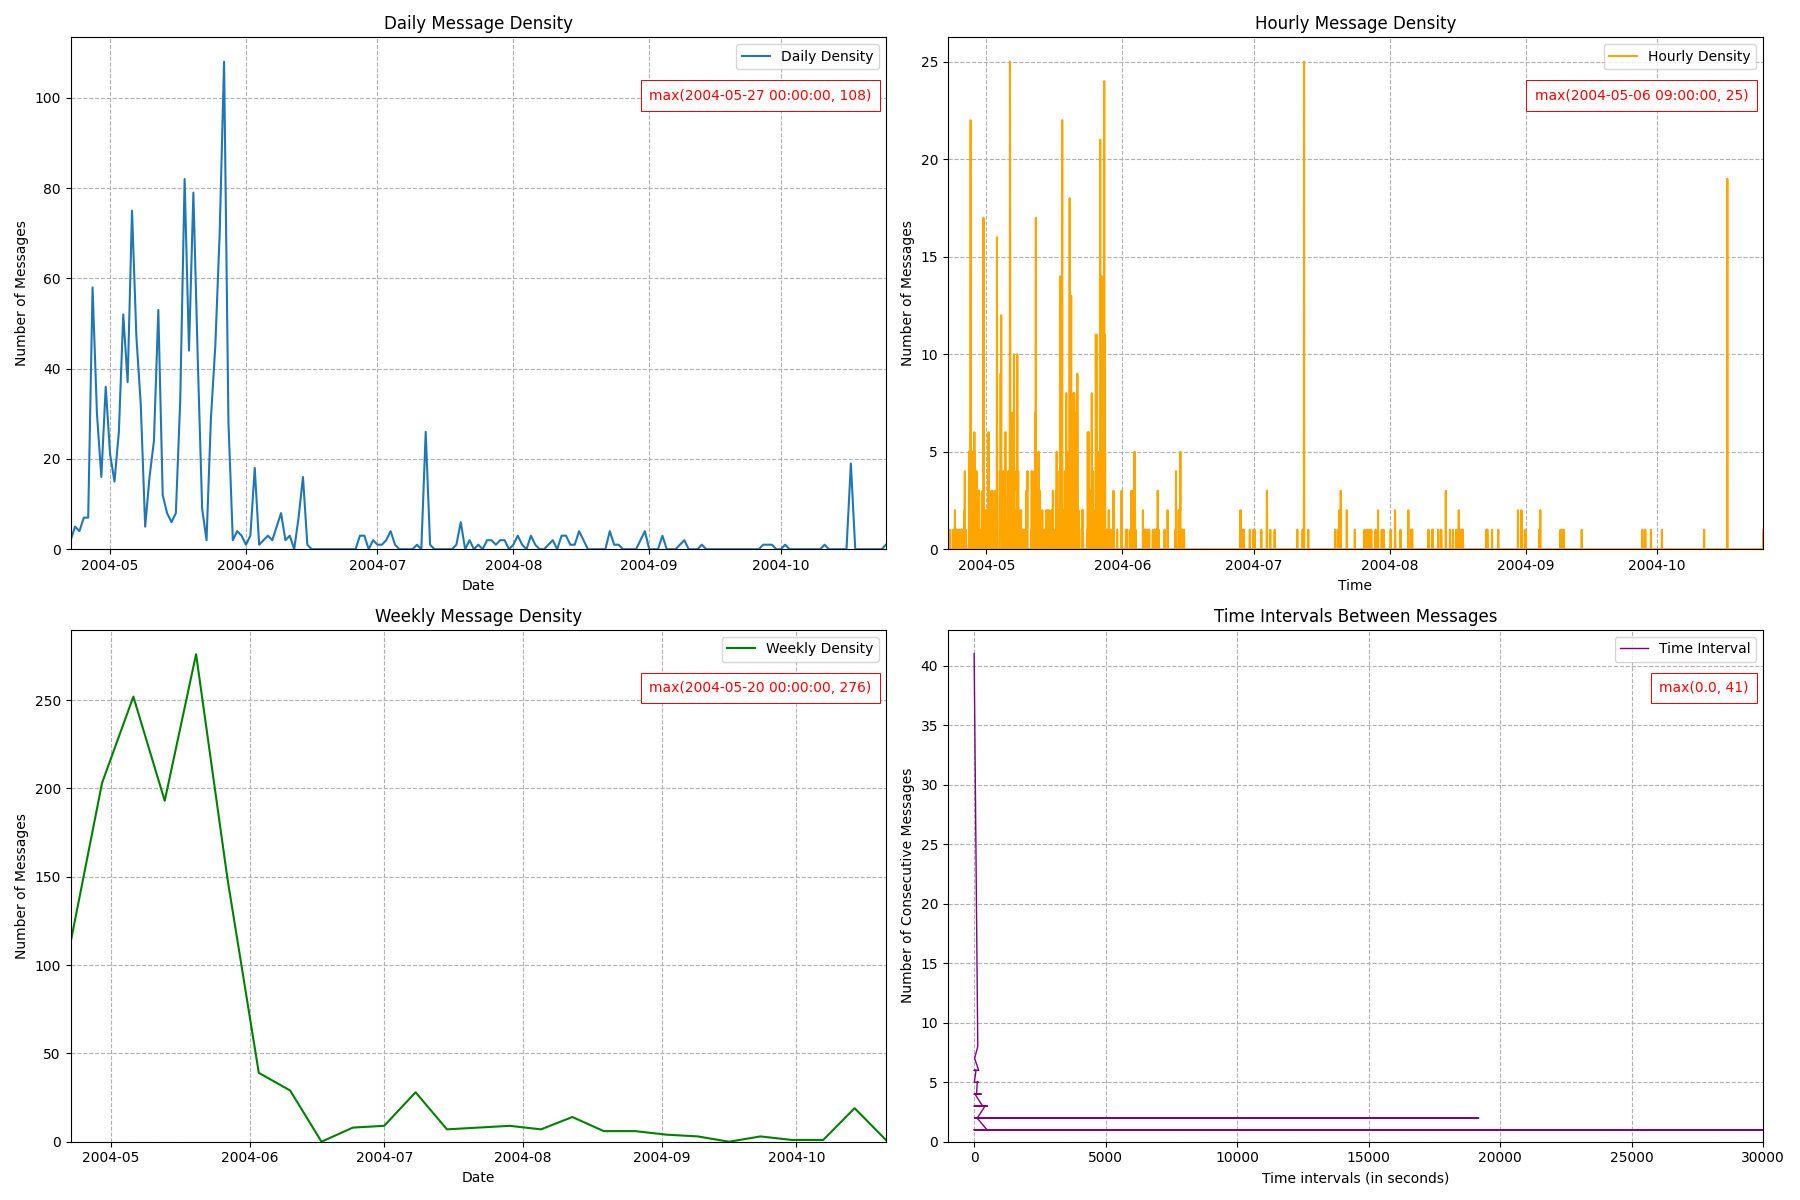 Daily Message Density
Number of Messages
100
80
60
40
20
0
Daily Density
max(2004-05-27 00:00:00, 108)
2004-05 2004-06 2004-07 2004-08 2004-09 2004-10
Date
Hourly Message Density
Number of Messages
25
20
15
10
5
0
Hourly Density
max(2004-05-06 09:00:00, 25)
2004-05 2004-06 2004-07 2004-08 2004-09 2004-10
Time
Weekly Message Density
Number of Messages
250
200
150
100
50
0
Weekly Density
max(2004-05-20 00:00:00, 276)
2004-05 2004-06 2004-07 2004-08 2004-09 2004-10
Date
Time Intervals Between Messages
Number of Consecutive Messages
40
35
30
25
20
15
10
5
0
Time Interval
max(0.0, 41)
0 5000 10000 15000 20000 25000 30000
Time intervals (in seconds)